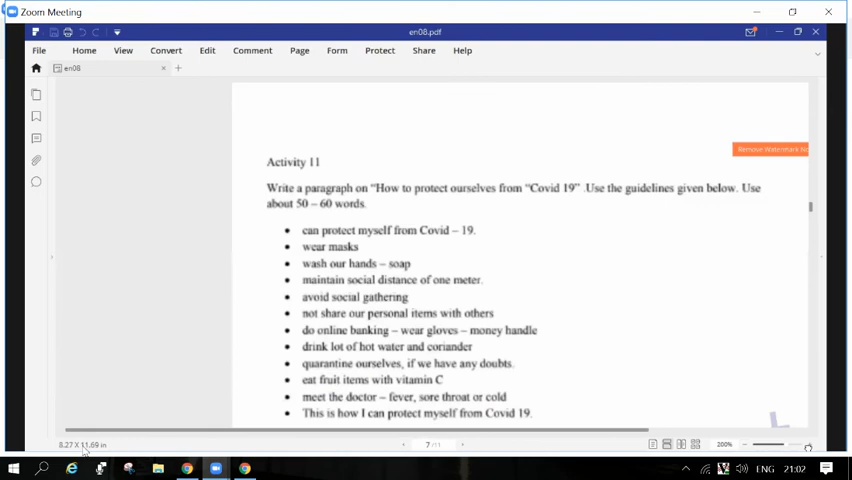 Zoom Meeting
en08.pdf
File Home View Convert Edit Comment Page Form Protect Share Help
en08
Remove Watermark No
Activity 11
Write a paragraph on "How to protect ourselves from "Covid 19" .Use the guidelines given below. Use
about 50 – 60 words.
• can protect myself from Covid – 19.
• wear masks
• wash our hands – soap
• maintain social distance of one meter.
• avoid social gathering
• not share our personal items with others
• do online banking – wear gloves – money handle
• drink lot of hot water and coriander
• quarantine ourselves, if we have any doubts.
• eat fruit items with vitamin C
• meet the doctor – fever, sore throat or cold
• This is how I can protect myself from Covid 19.
8.27 X 11.69 in
7 /11
200%
ENG 21:02